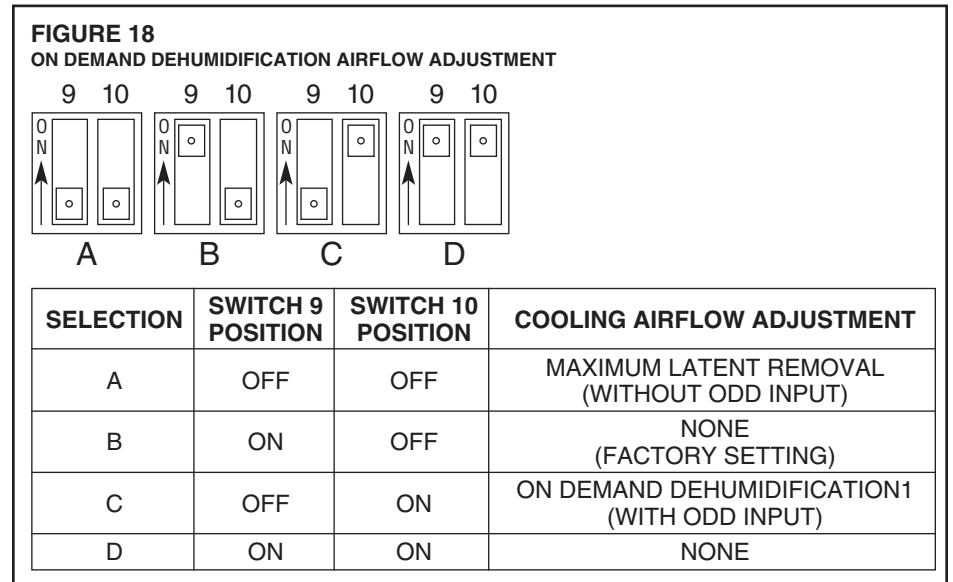 FIGURE 18
ON DEMAND DEHUMIDIFICATION AIRFLOW ADJUSTMENT
9 10 9 10 9 10 9 10
ON ON ON ON
A B C D
SELECTION SWITCH 9 POSITION SWITCH 10 POSITION COOLING AIRFLOW ADJUSTMENT
A OFF OFF MAXIMUM LATENT REMOVAL
(WITHOUT ODD INPUT)
B ON OFF NONE
(FACTORY SETTING)
C OFF ON ON DEMAND DEHUMIDIFICATION1
(WITH ODD INPUT)
D ON ON NONE